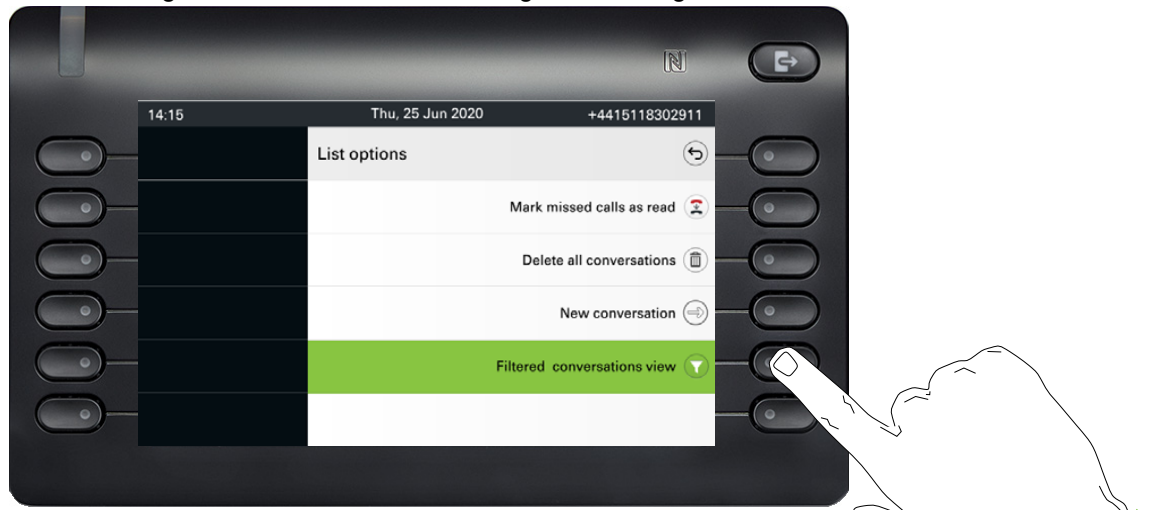 14:15 Thu, 25 Jun 2020 +4415118302911
List options
Mark missed calls as read
Delete all conversations
New conversation
Filtered conversations view